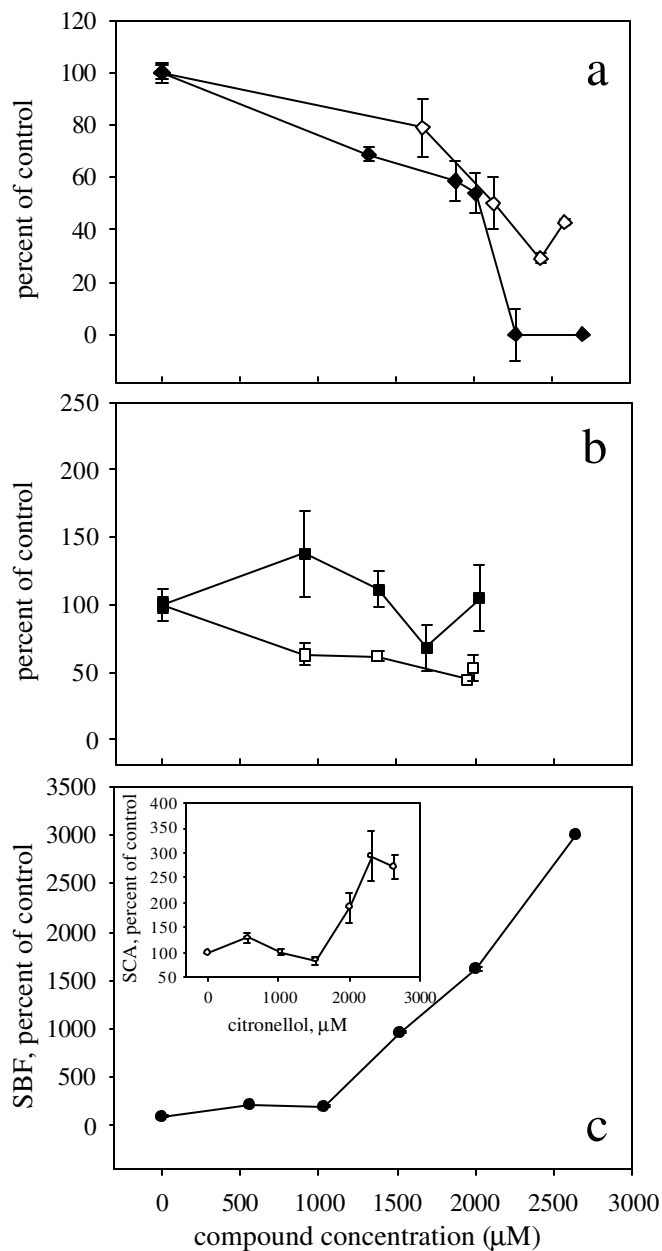 120
100
80
60
40
20
0
percent of control
a
250
200
150
100
50
0
percent of control
b
3500
3000
2500
2000
1500
1000
500
0
SBF, percent of control
400
350
300
250
200
150
100
50
SCA, percent of control
0 1000 2000 3000
citronellol, μM
c
0 500 1000 1500 2000 2500 3000
compound concentration (μM)